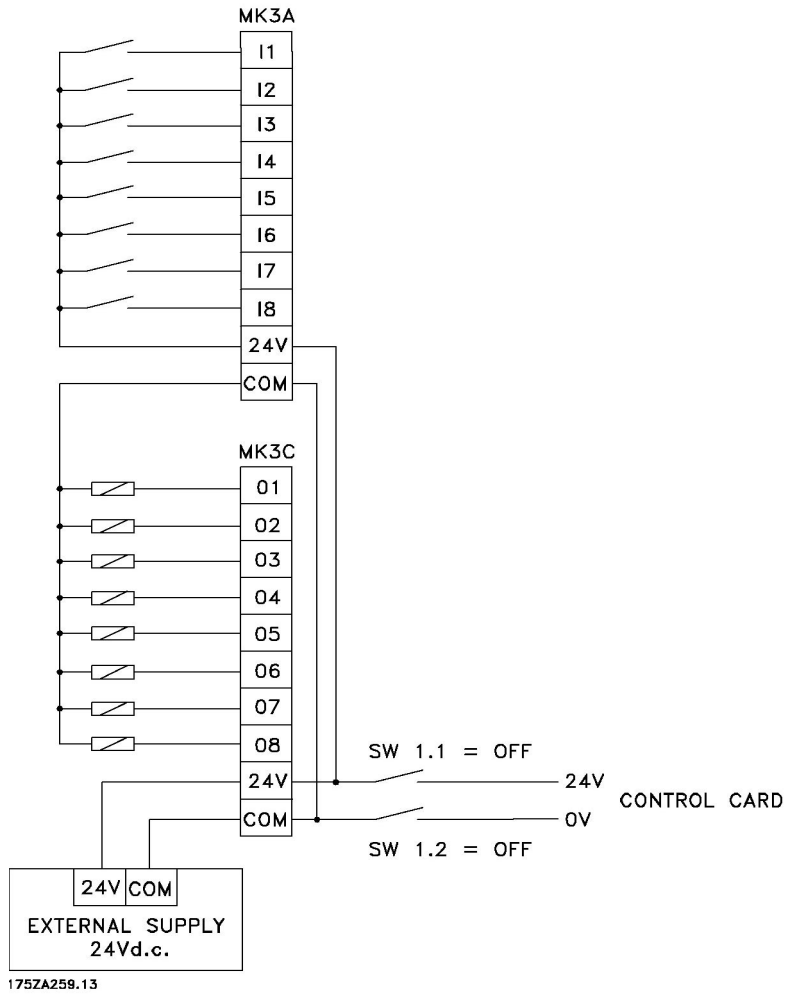 MK3A
I1
I2
I3
I4
I5
I6
I7
I8
24V
COM
MK3C
01
02
03
04
05
06
07
08
24V
COM
SW 1.1 = OFF
24V
CONTROL CARD
0V
SW 1.2 = OFF
24V COM
EXTERNAL SUPPLY
24Vd.c.
175ZA259.13